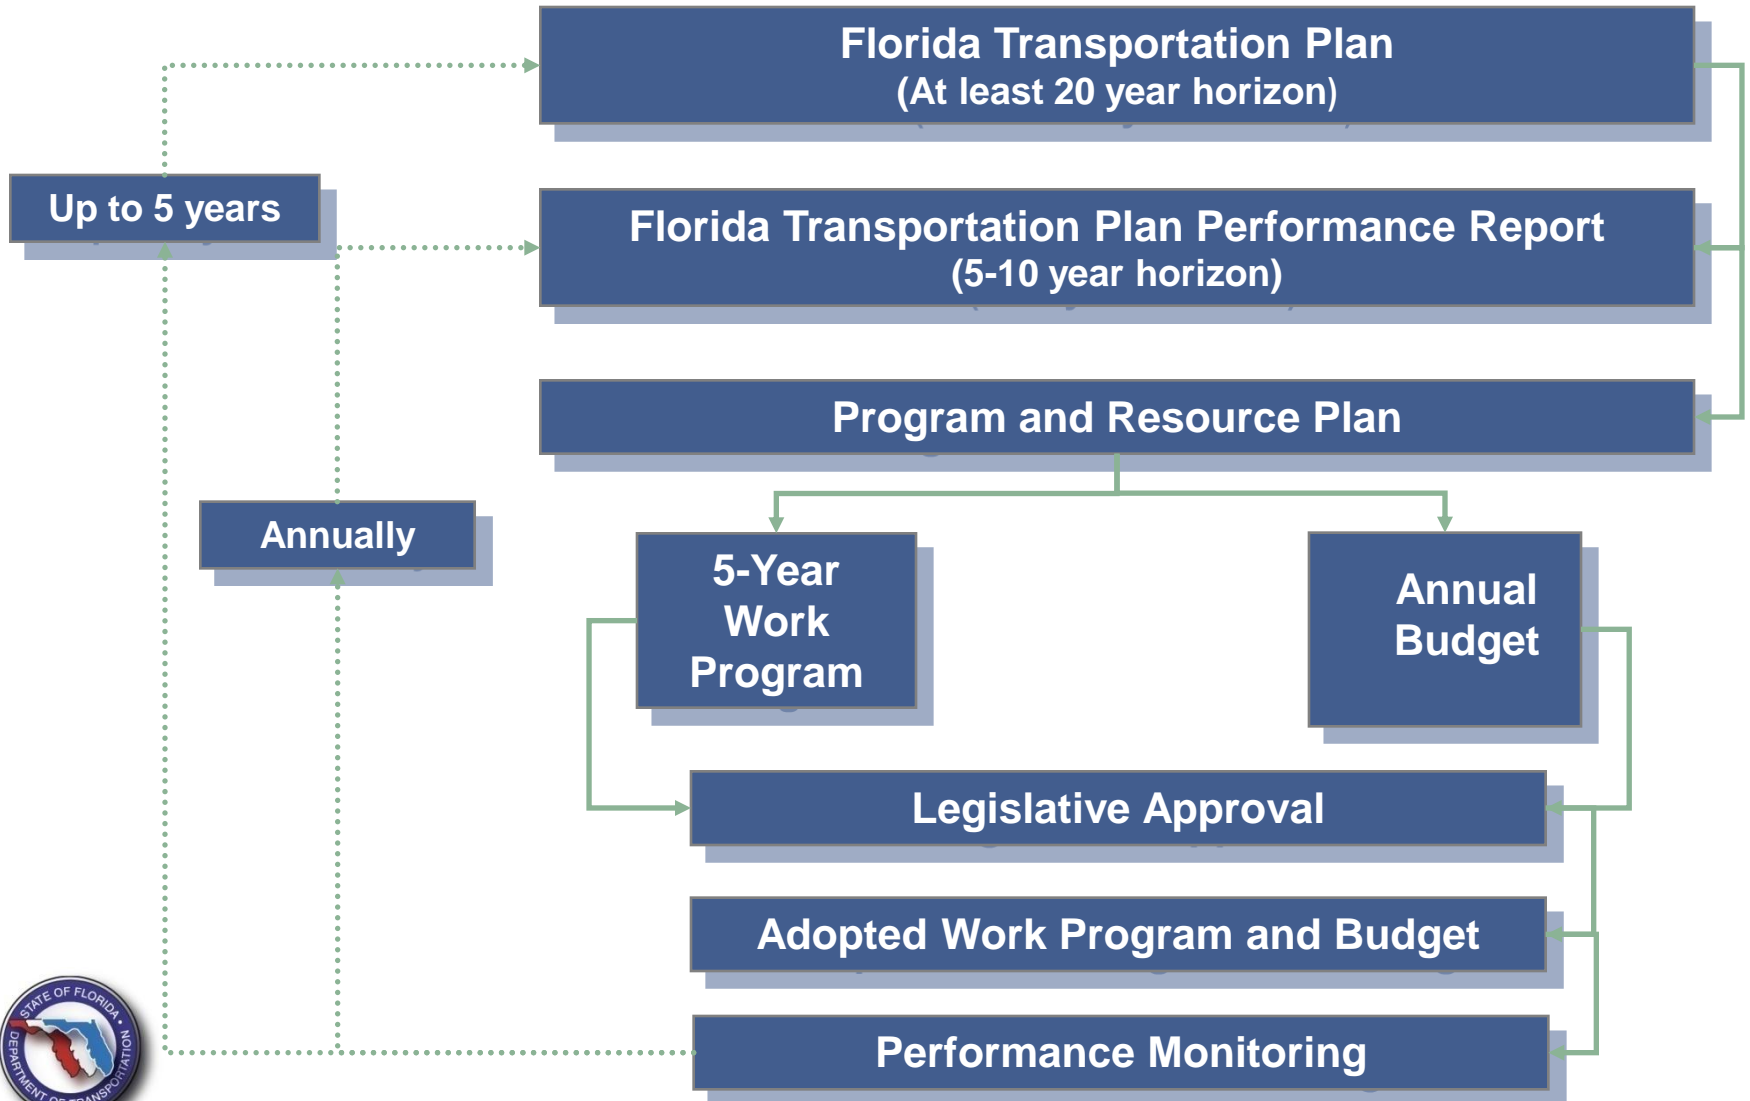 Florida Transportation Plan
(At least 20 year horizon)
Up to 5 years
Florida Transportation Plan Performance Report
(5-10 year horizon)
Program and Resource Plan
Annually
5-Year
Work
Program
Annual
Budget
Legislative Approval
Adopted Work Program and Budget
Performance Monitoring
STATE OF FLORIDA
DEPARTMENT OF TRANSPORTATION